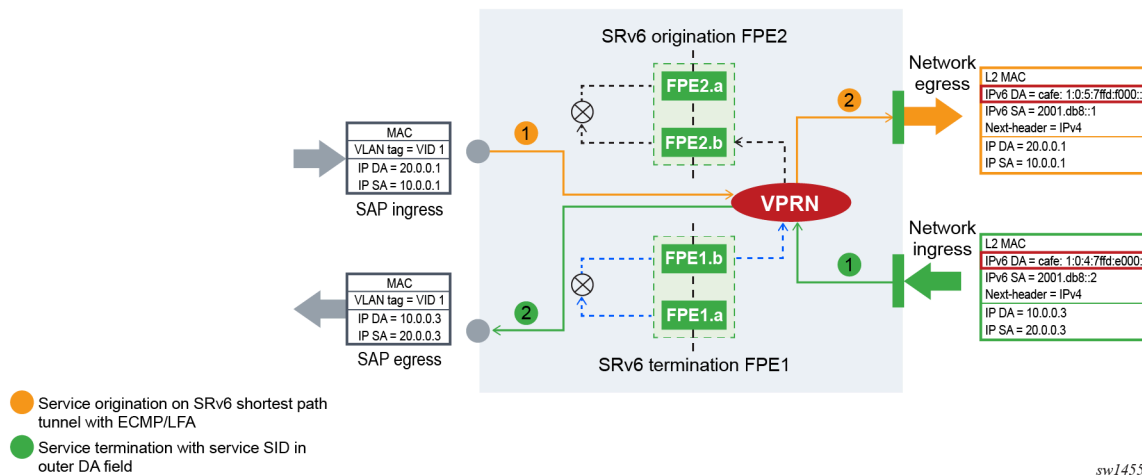 SRv6 origination FPE2
FPE2.a
FPE2.b
1
2
MAC
VLAN tag = VID 1
IP DA = 20.0.0.1
IP SA = 10.0.0.1
SAP ingress
VPRN
Network
egress
L2 MAC
IPv6 DA = cafe: 1:0:5:7ffd:f000::
IPv6 SA = 2001.db8::1
Next-header = IPv4
IP DA = 20.0.0.1
IP SA = 10.0.0.1
Network
ingress
L2 MAC
IPv6 DA = cafe: 1:0:4:7ffd:e000:
IPv6 SA = 2001.db8::2
Next-header = IPv4
IP DA = 10.0.0.3
IP SA = 20.0.0.3
1
FPE1.b
FPE1.a
2
SRv6 termination FPE1
MAC
VLAN tag = VID 1
IP DA = 10.0.0.3
IP SA = 20.0.0.3
SAP egress
Service origination on SRv6 shortest path
tunnel with ECMP/LFA
Service termination with service SID in
outer DA field